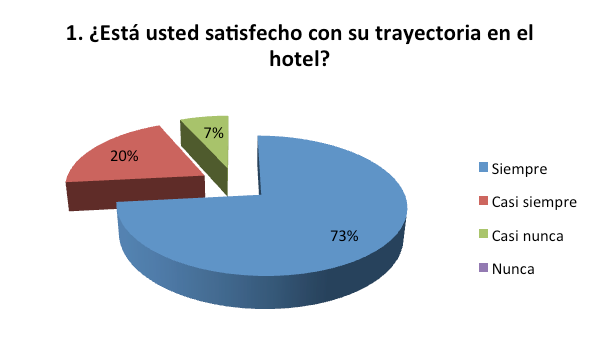 1. ¿Está usted satisfecho con su trayectoria en el
hotel?
7%
20%
73%
Siempre
Casi siempre
Casi nunca
Nunca